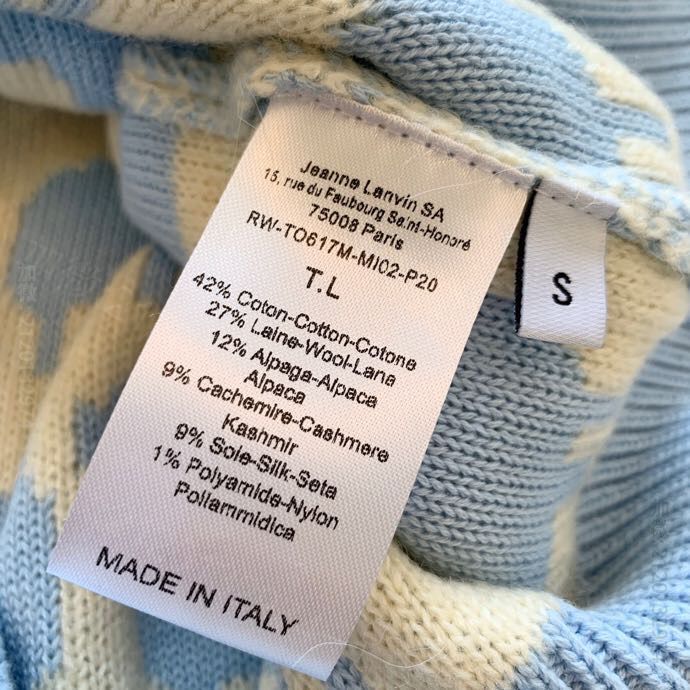 Jeanne Lanvin SA
15, rue du Faubourg Saint-Honoré
75008 Paris
RW-TO617M-MI02-P20
T.L
42% Coton-Cotton-Cotone
27% Laine-Wool-Lana
12% Alpaga-Alpaca
Alpaca
9% Cachemire-Cashmere
Kashmir
9% Soie-Silk-Seta
1% Polyamide-Nylon
Poliammidica
MADE IN ITALY
S